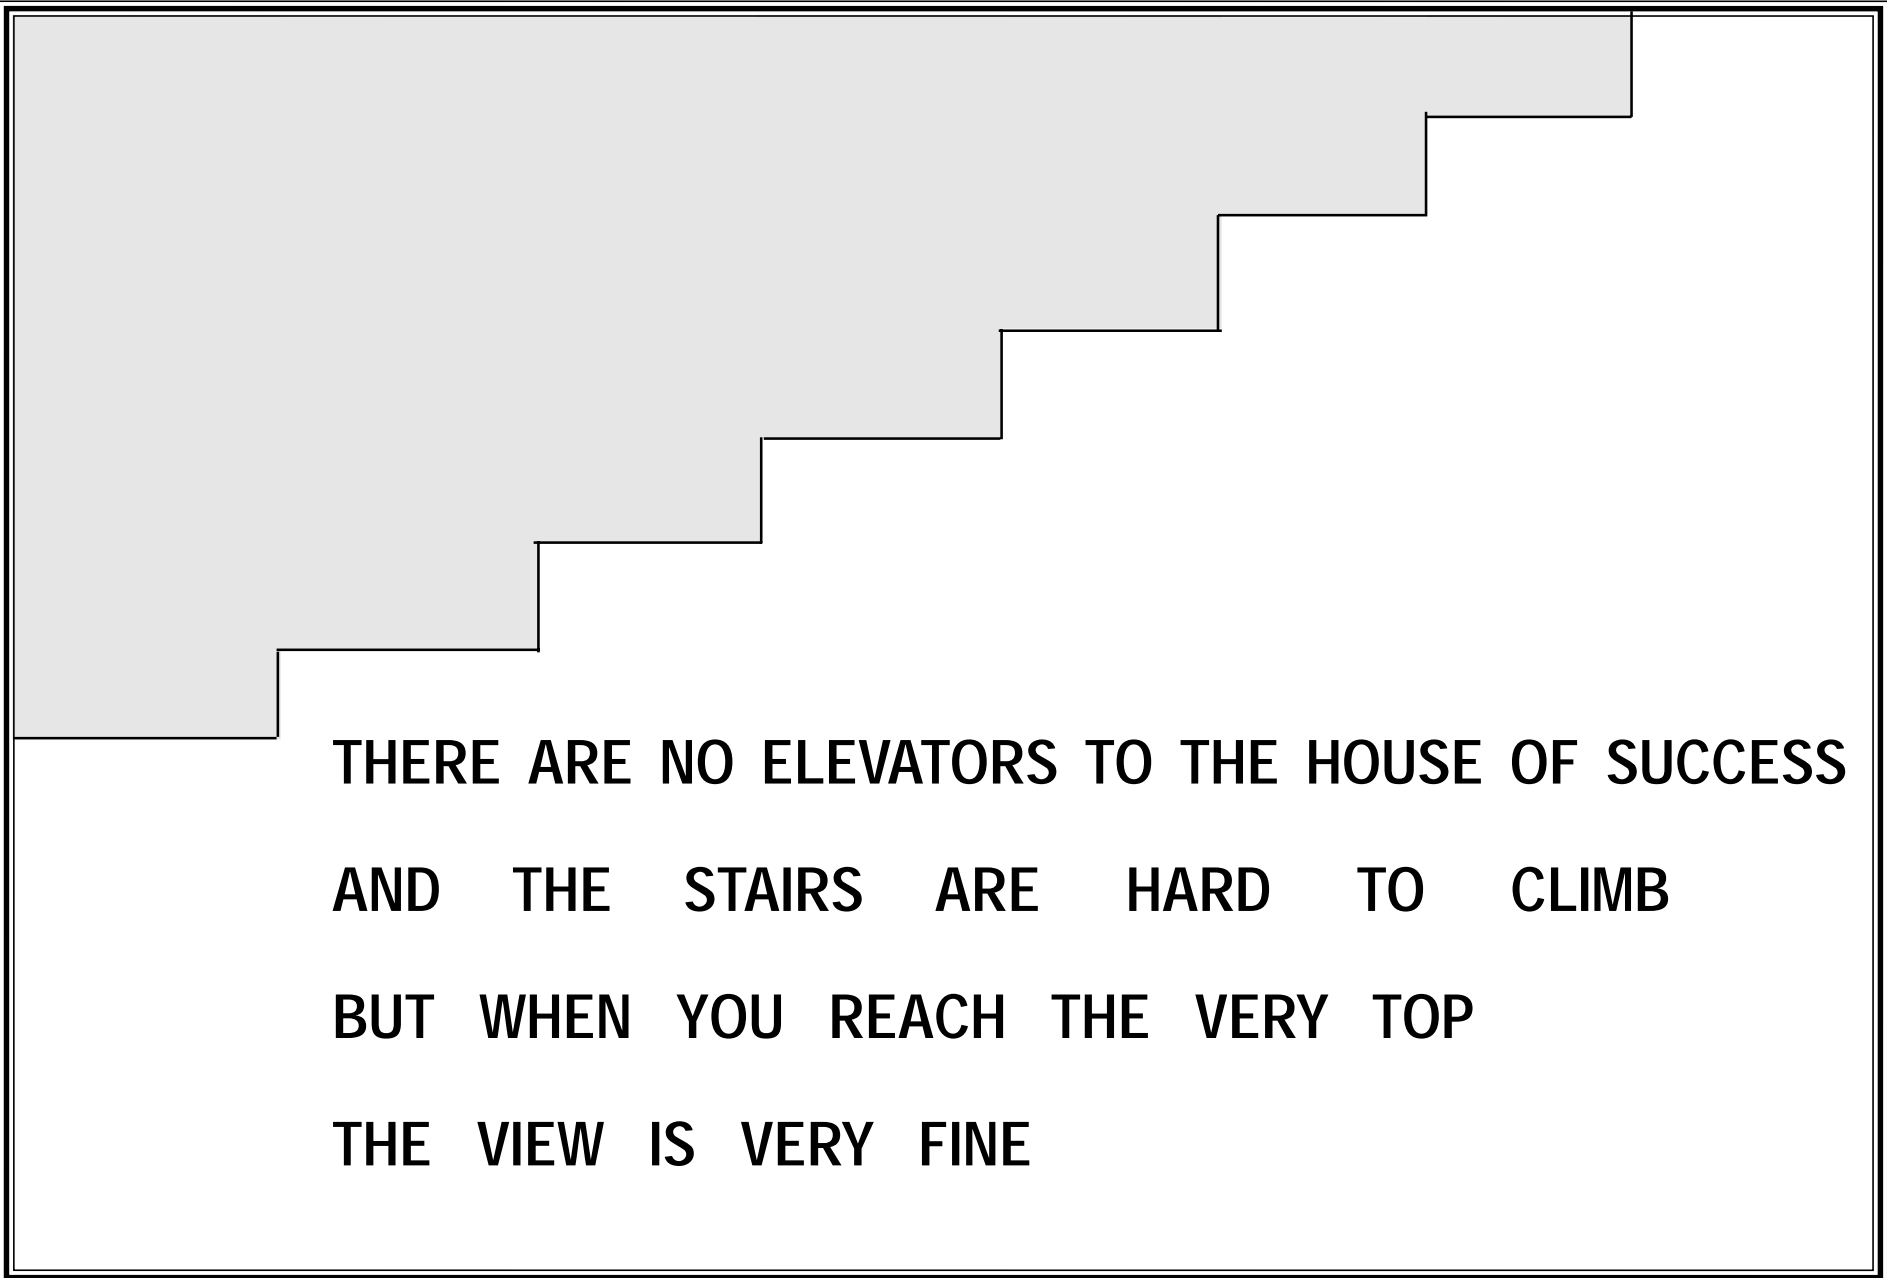 THERE ARE NO ELEVATORS TO THE HOUSE OF SUCCESS
AND THE STAIRS ARE HARD TO CLIMB
BUT WHEN YOU REACH THE VERY TOP
THE VIEW IS VERY FINE